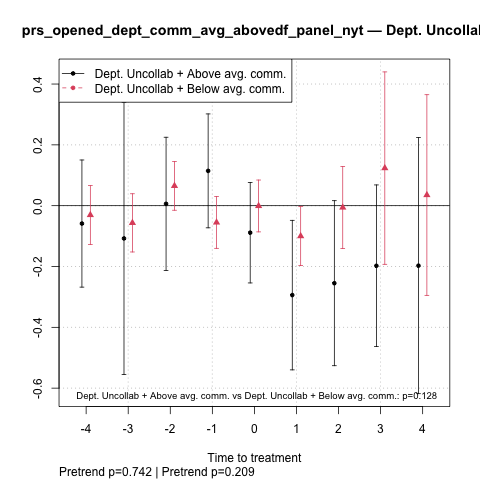 prs_opened_dept_comm_avg_abovedf_panel_nyt — Dept. Uncollal
Dept. Uncollab + Above avg. comm.
Dept. Uncollab + Below avg. comm.
0.4
0.2
0.0
-0.2
-0.4
-0.6
Dept. Uncollab + Above avg. comm. vs Dept. Uncollab + Below avg. comm.: p=0.128
-4 -3 -2 -1 0 1 2 3 4
Time to treatment
Pretrend p=0.742 | Pretrend p=0.209